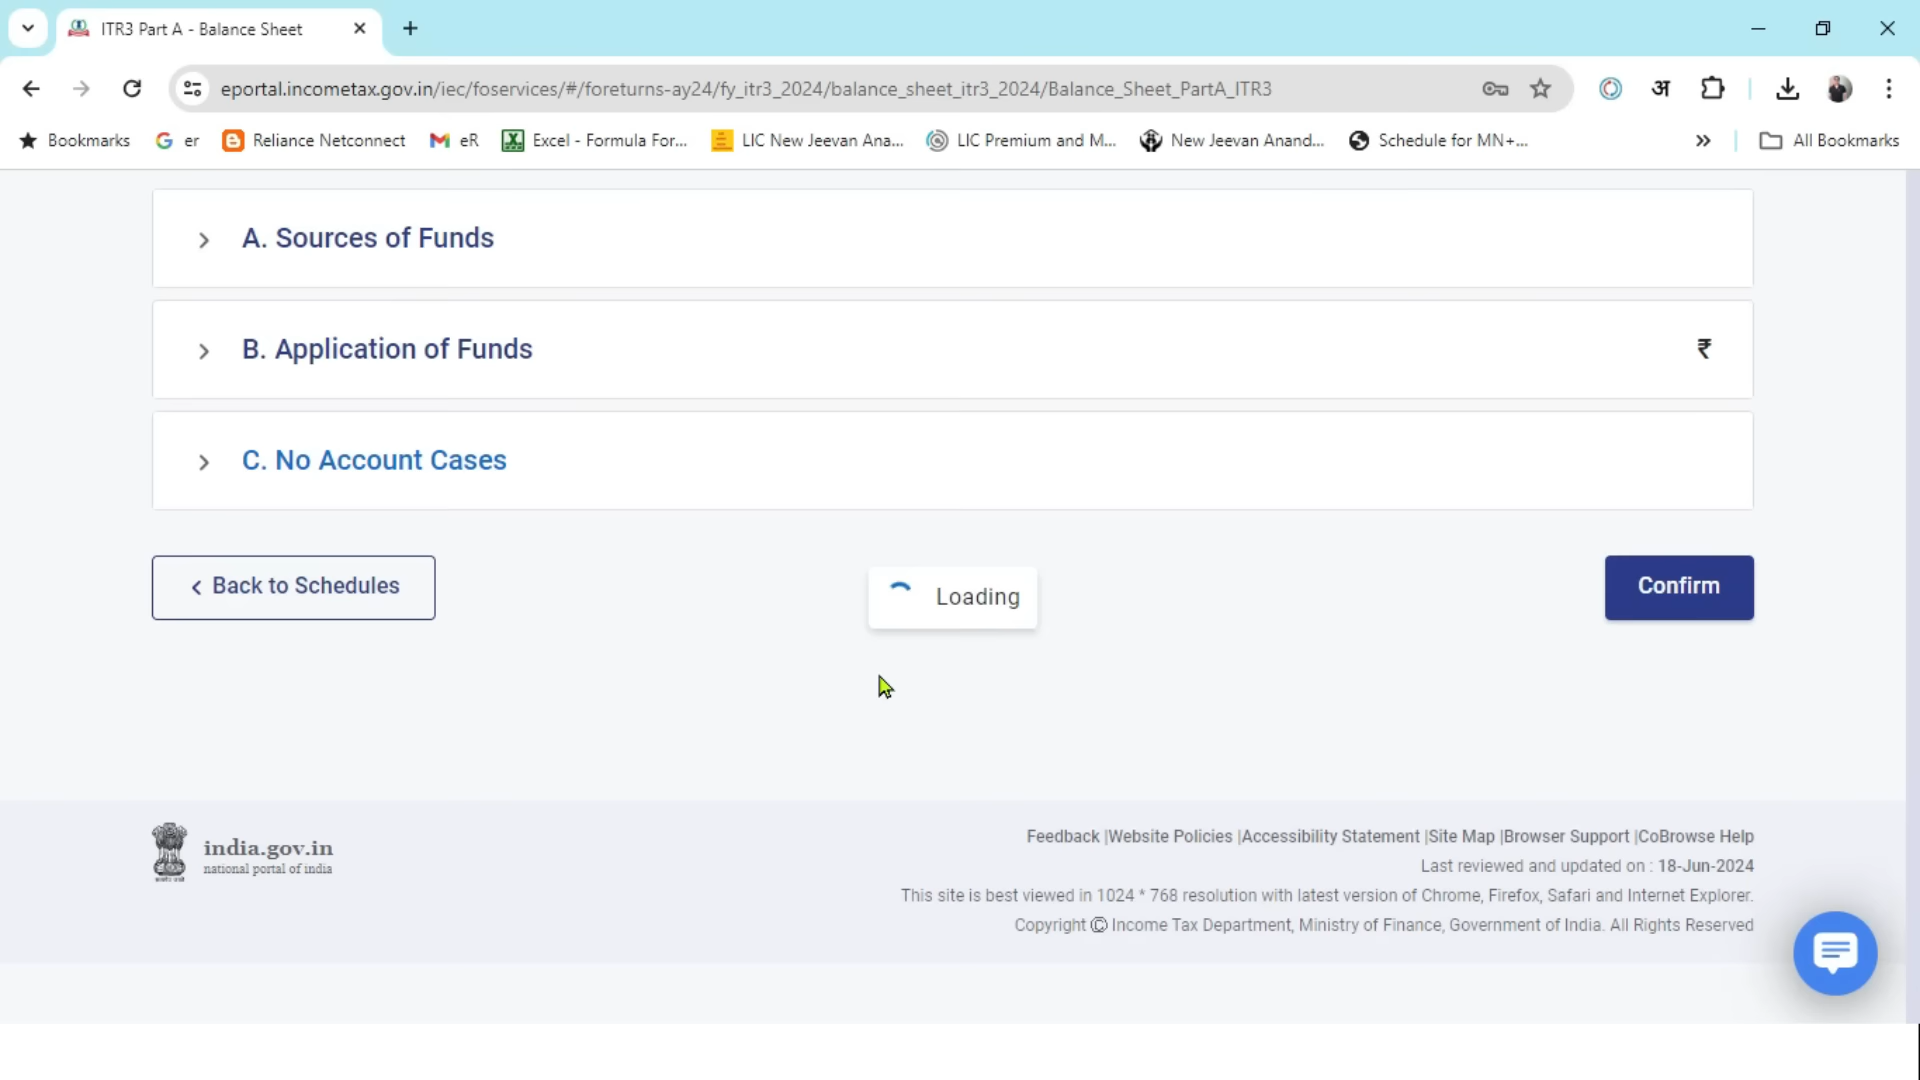 ITR3 Part A - Balance Sheet
eportal.incometax.gov.in/iec/foservices/#/foreturns-ay24/fy_itr3_2024/balance_sheet_itr3_2024/Balance_Sheet_PartA_ITR3
अ
Bookmarks
er
Reliance Netconnect
eR
Excel - Formula For...
LIC New Jeevan Ana...
LIC Premium and M...
New Jeevan Anand...
Schedule for MN+...
All Bookmarks
A. Sources of Funds
B. Application of Funds ₹
C. No Account Cases
Back to Schedules
Loading
Confirm
india.gov.in
national portal of india
Feedback |Website Policies |Accessibility Statement |Site Map |Browser Support |CoBrowse Help
Last reviewed and updated on : 18-Jun-2024
This site is best viewed in 1024 * 768 resolution with latest version of Chrome, Firefox, Safari and Internet Explorer.
Copyright © Income Tax Department, Ministry of Finance, Government of India. All Rights Reserved